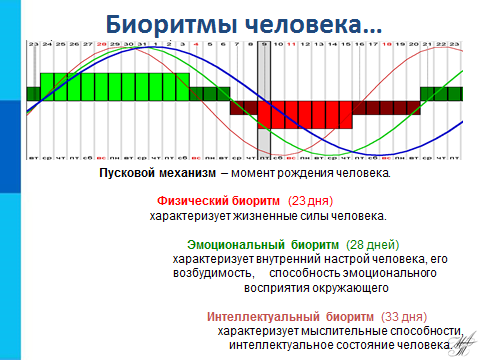 Биоритмы человека...
23 24 25 26 27 28 29 30 31 1 2 3 4 5 6 7 8 9 10 11 12 13 14 15 16 17 18 19 20 21 22 23
вт ср чт пт сб вс пн вт ср чт пт сб вс пн вт ср чт пт сб вс пн вт ср чт пт сб вс пн вт ср чт пт
Пусковой механизм – момент рождения человека.
Физический биоритм (23 дня)
характеризует жизненные силы человека.
Эмоциональный биоритм (28 дней)
характеризует внутренний настрой человека, его
возбудимость, способность эмоционального
восприятия окружающего
Интеллектуальный биоритм (33 дня)
характеризует мыслительные способности,
интеллектуальное состояние человека.